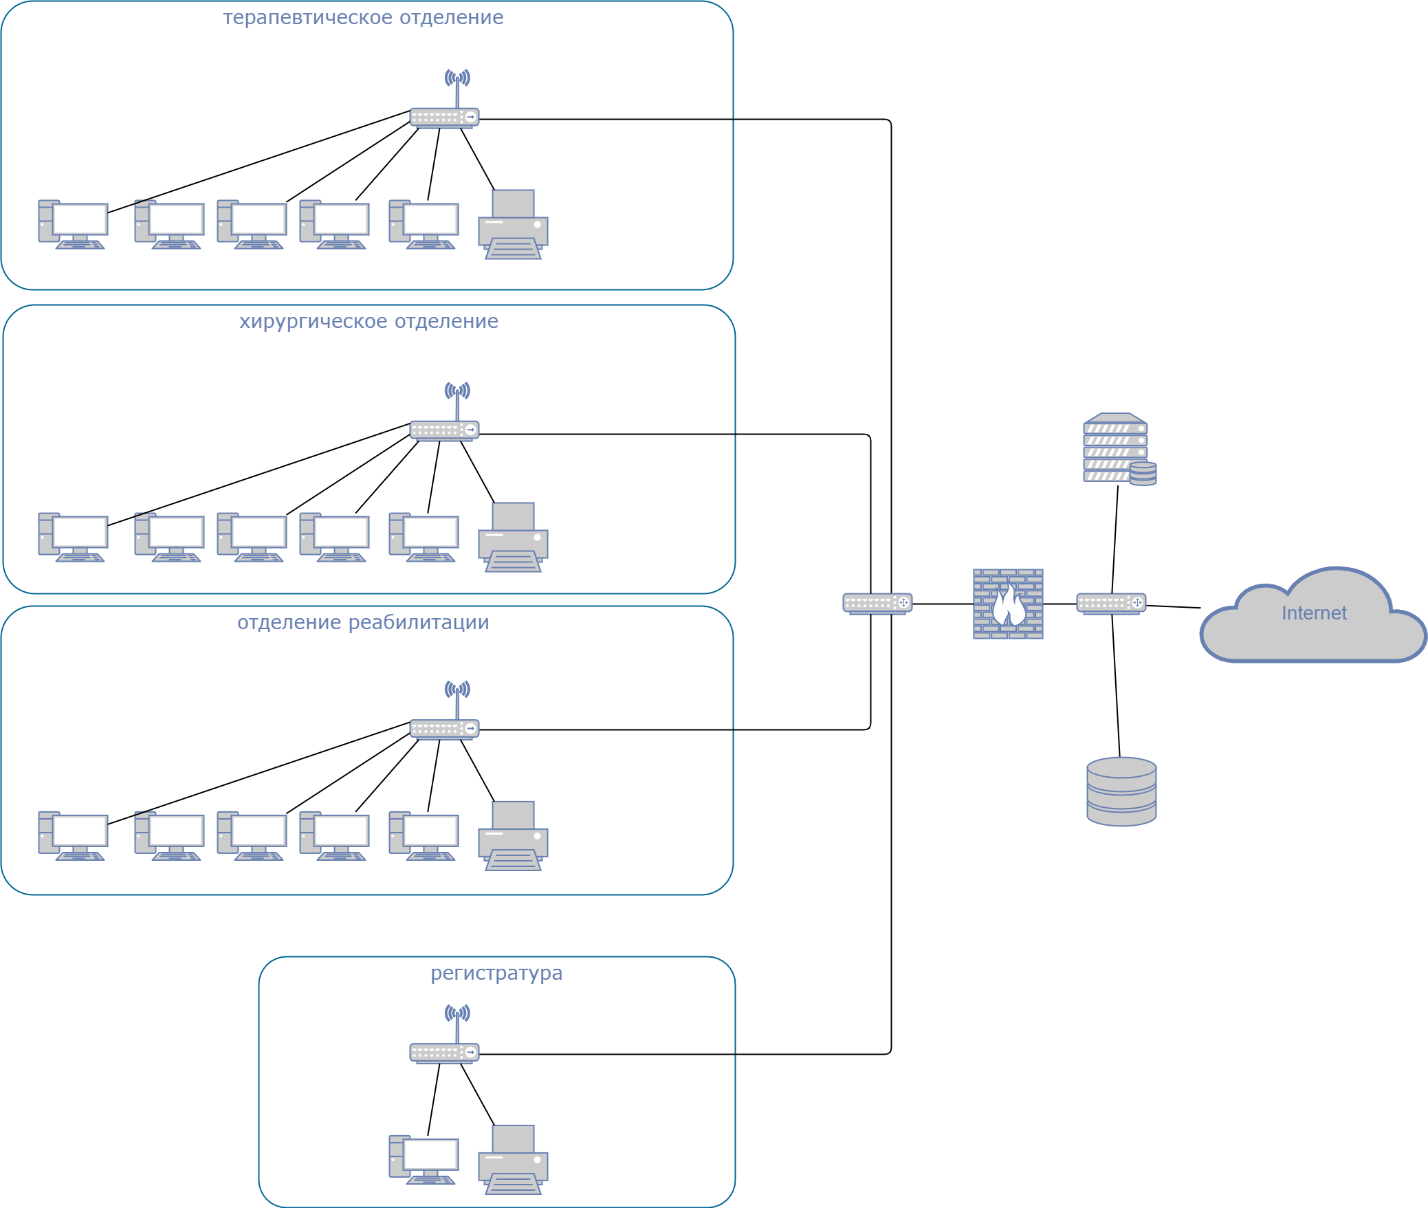 терапевтическое отделение
хирургическое отделение
отделение реабилитации
Internet
регистратура